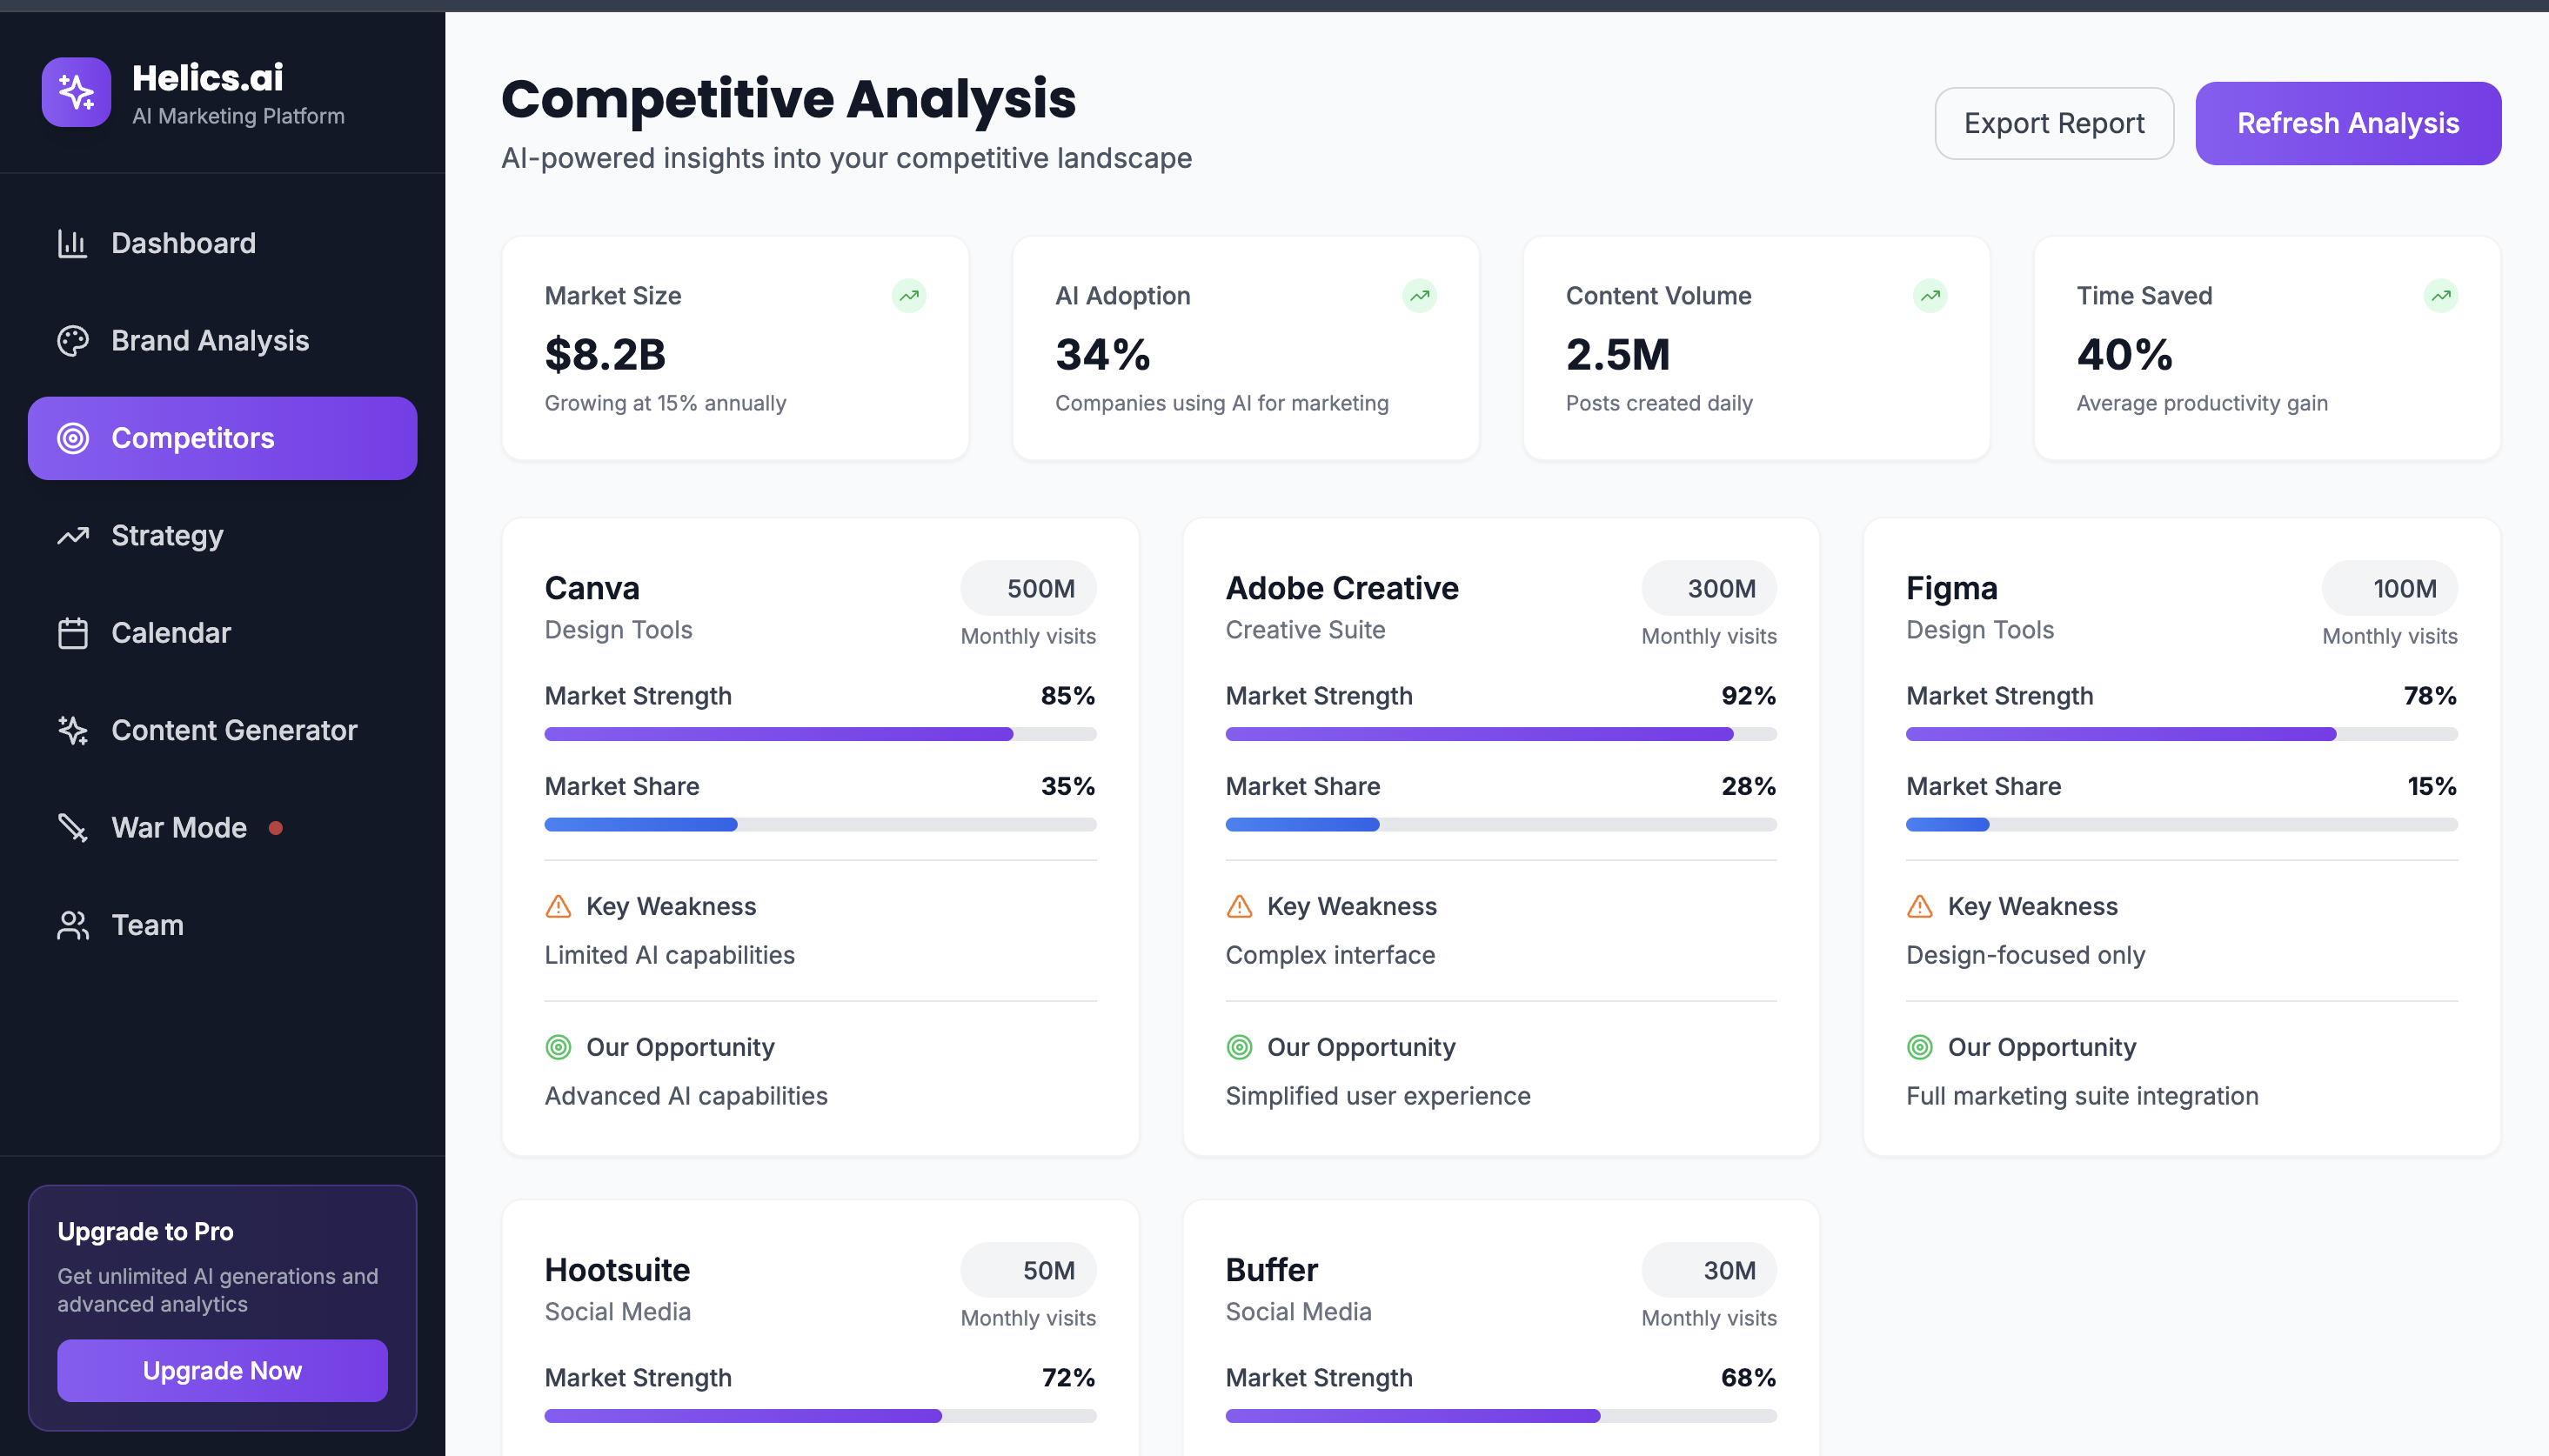 Helics.ai
AI Marketing Platform
Dashboard
Brand Analysis
Competitors
Strategy
Calendar
Content Generator
War Mode
Team
Upgrade to Pro
Get unlimited AI generations and
advanced analytics
Upgrade Now
Competitive Analysis
AI-powered insights into your competitive landscape
Export Report
Refresh Analysis
Market Size
$8.2B
Growing at 15% annually
AI Adoption
34%
Companies using AI for marketing
Content Volume
2.5M
Posts created daily
Time Saved
40%
Average productivity gain
Canva
500M
Design Tools
Monthly visits
Market Strength
85%
Market Share
35%
Key Weakness
Limited AI capabilities
Our Opportunity
Advanced AI capabilities
Adobe Creative
300M
Creative Suite
Monthly visits
Market Strength
92%
Market Share
28%
Key Weakness
Complex interface
Our Opportunity
Simplified user experience
Figma
100M
Design Tools
Monthly visits
Market Strength
78%
Market Share
15%
Key Weakness
Design-focused only
Our Opportunity
Full marketing suite integration
Hootsuite
50M
Social Media
Monthly visits
Market Strength
72%
Buffer
30M
Social Media
Monthly visits
Market Strength
68%